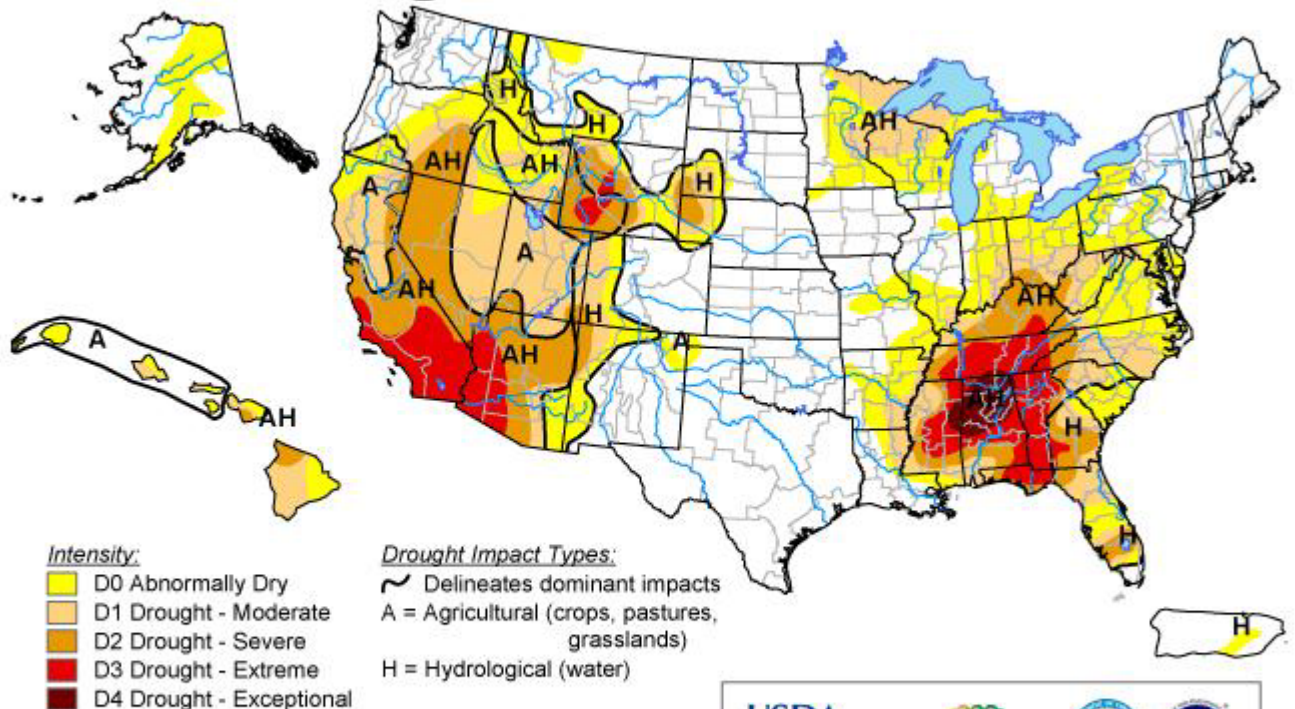 H
H
AH
AH
AH
A
H
A
AH
H
A
AH
A
AH
AH
AH
H
H
A
AH
H
Intensity:
D0 Abnormally Dry
D1 Drought - Moderate
D2 Drought - Severe
D3 Drought - Extreme
D4 Drought - Exceptional
Drought Impact Types:
Delineates dominant impacts
A = Agricultural (crops, pastures,
grasslands)
H = Hydrological (water)
USDA